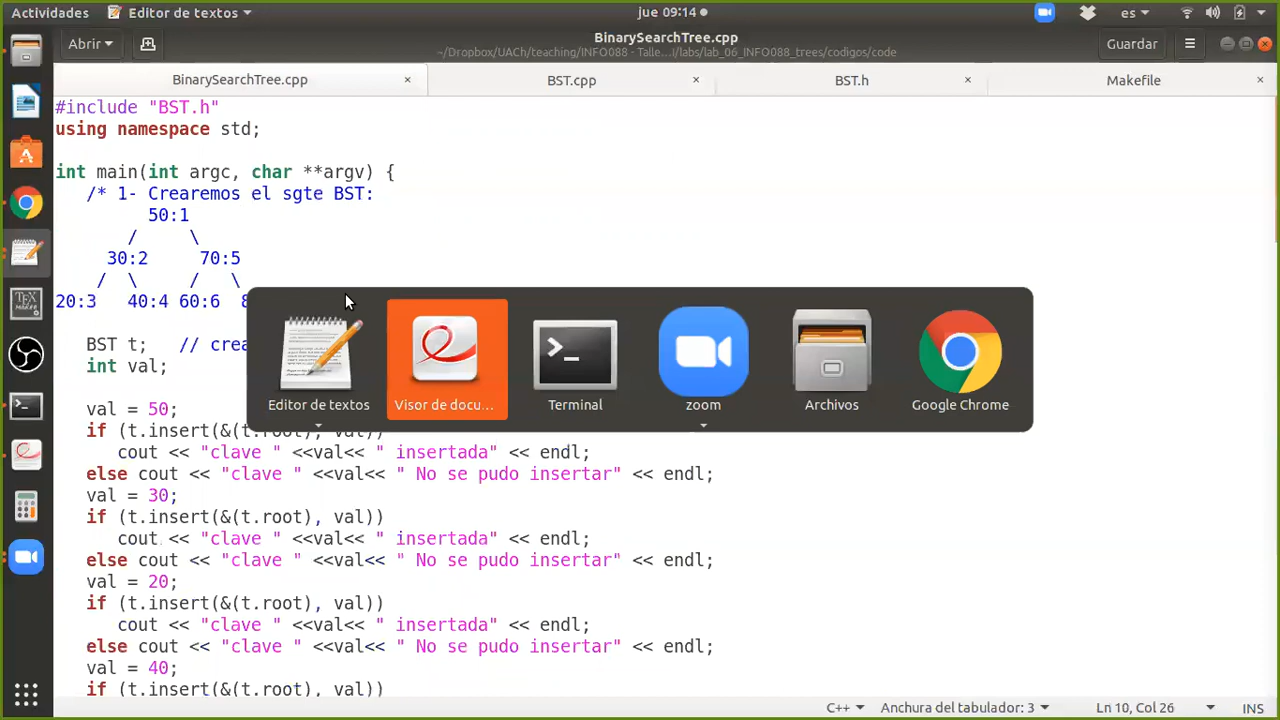 Actividades Editor de textos jue 09:14 es
Abrir BinarySearchTree.cpp Guardar
~/Dropbox/UACh/teaching/INFO088 - Talle.../labs/lab_06_INFO088_trees/codigos/code
BinarySearchTree.cpp × BST.cpp × BST.h × Makefile ×
#include "BST.h"
using namespace std;
int main(int argc, char **argv) {
/* 1- Crearemos el sgte BST:
50:1
/ \
30:2 70:5
/ \ / \
20:3 40:4 60:6
BST t; // crea
int val;
Editor de textos Visor de docu... Terminal zoom Archivos Google Chrome
val = 50;
if (t.insert(&(t.root), val))
cout << "clave " <<val<< " insertada" << endl;
else cout << "clave " <<val<< " No se pudo insertar" << endl;
val = 30;
if (t.insert(&(t.root), val))
cout << "clave " <<val<< " insertada" << endl;
else cout << "clave " <<val<< " No se pudo insertar" << endl;
val = 20;
if (t.insert(&(t.root), val))
cout << "clave " <<val<< " insertada" << endl;
else cout << "clave " <<val<< " No se pudo insertar" << endl;
val = 40;
if (t.insert(&(t.root), val))
C++ Anchura del tabulador: 3 Ln 10, Col 26 INS